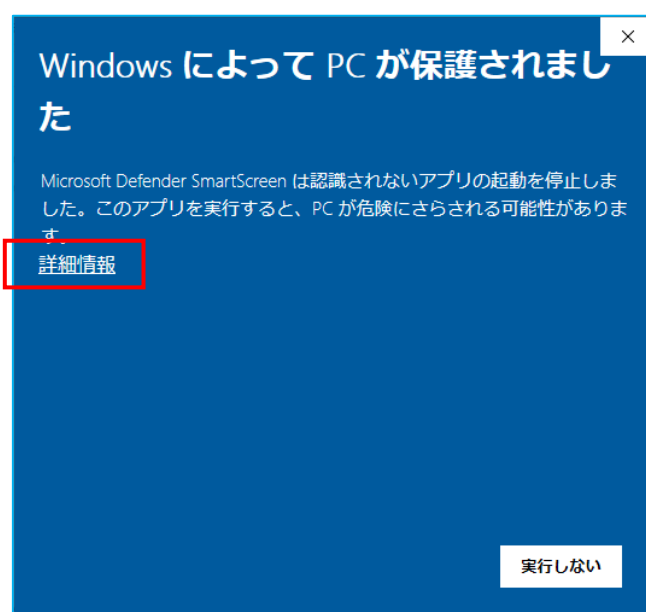 Windows によって PC が保護されまし
た
Microsoft Defender SmartScreen は認識されないアプリの起動を停止しま
した。このアプリを実行すると、PC が危険にさらされる可能性がありま
す。
詳細情報
実行しない